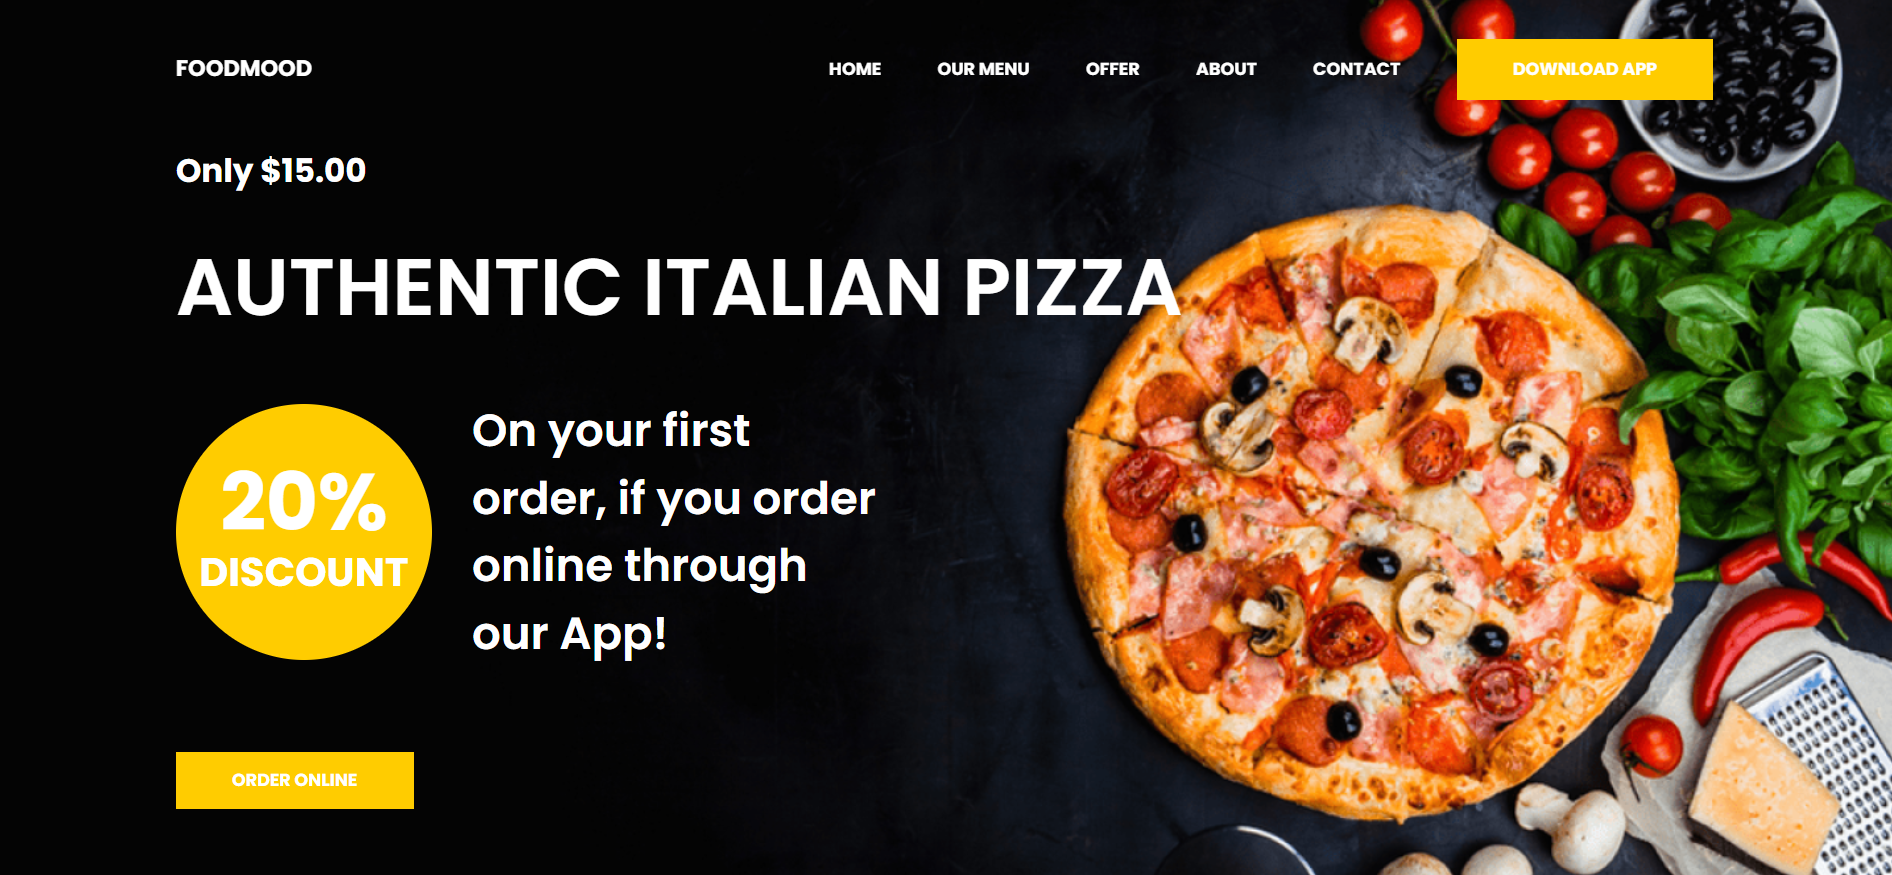 FOODMOOD
HOME OUR MENU OFFER ABOUT CONTACT DOWNLOAD APP
Only $15.00
AUTHENTIC ITALIAN PIZZA
20%
DISCOUNT
On your first
order, if you order
online through
our App!
ORDER ONLINE